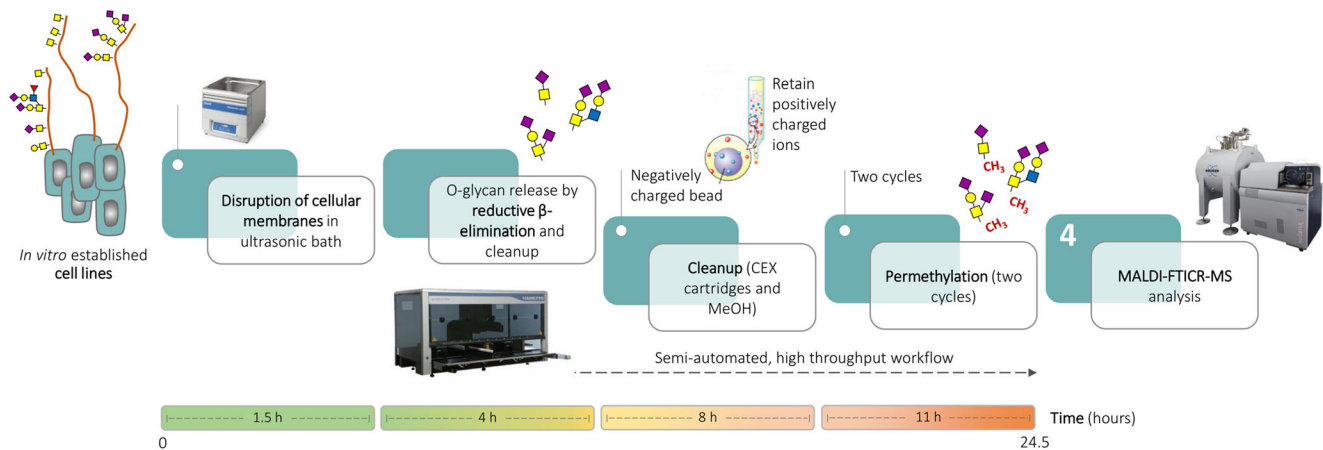 In vitro established
cell lines
Disruption of cellular
membranes in
ultrasonic bath
O-glycan release by
reductive β-
elimination and
cleanup
Negatively
charged bead
Retain
positively
charged
ions
Cleanup (CEX
cartridges and
MeOH)
Two cycles
Permethylation (two
cycles)
CH3
CH3
CH3
4
MALDI-FTICR-MS
analysis
Semi-automated, high throughput workflow
1.5 h
4 h
8 h
11 h
Time (hours)
0
24.5